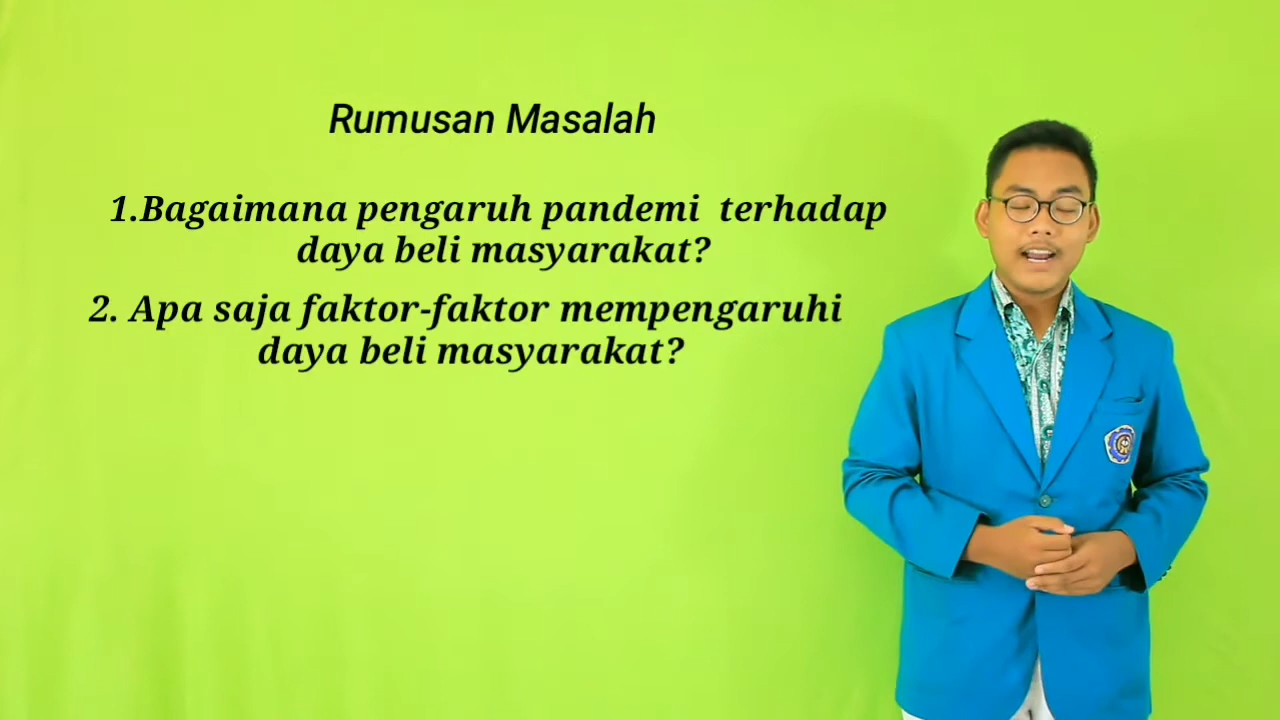 Rumusan Masalah
1.Bagaimana pengaruh pandemi terhadap
daya beli masyarakat?
2. Apa saja faktor-faktor mempengaruhi
daya beli masyarakat?